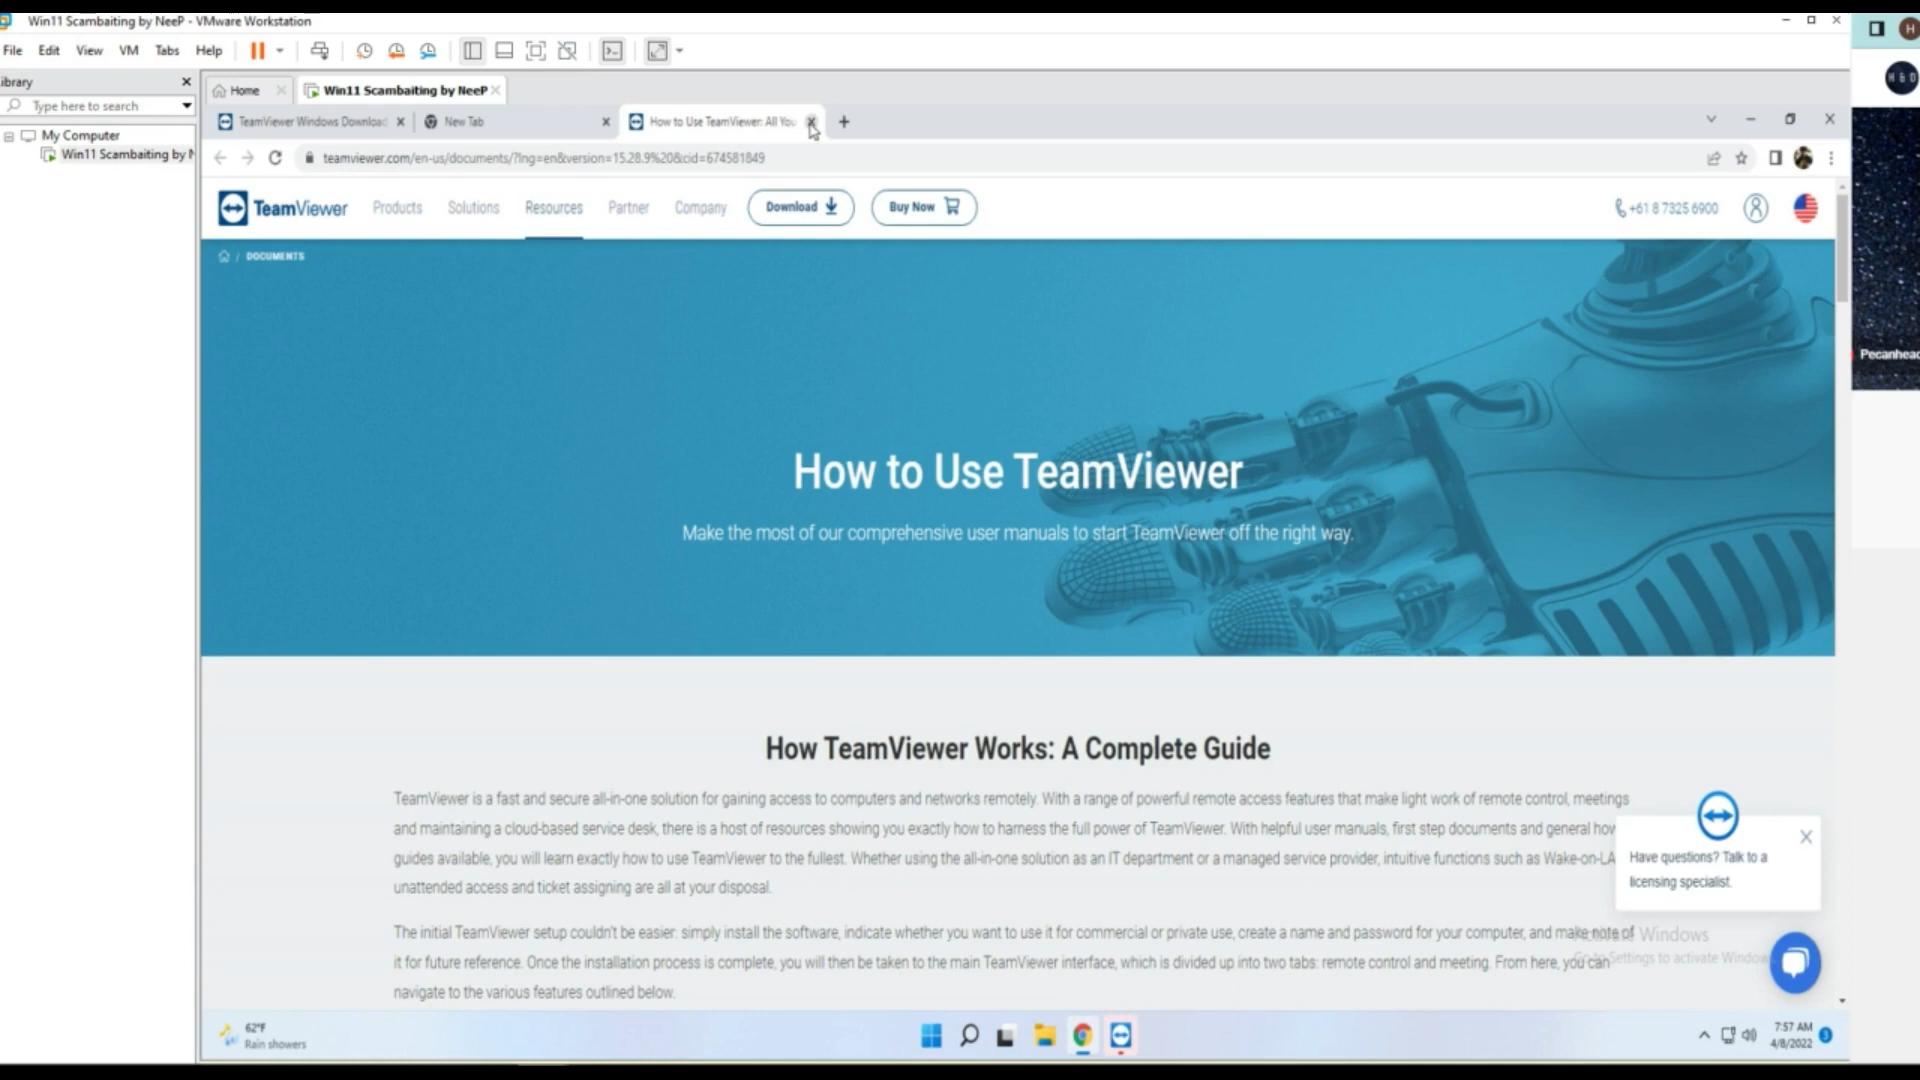 Win11 Scambaiting by NeeP - VMware Workstation
File Edit View VM Tabs Help
H
ibrary
Type here to search
My Computer
Win11 Scambaiting by N
Home
Win11 Scambaiting by NeeP
TeamViewer Windows Download
New Tab
How to Use TeamViewer: All You
teamviewer.com/en-us/documents/?lng=en&version=15.28.9%20&cid=674581849
TeamViewer
Products Solutions Resources Partner Company Download Buy Now
+61 8 7325 6900
/ DOCUMENTS
Pecanhead
How to Use TeamViewer
Make the most of our comprehensive user manuals to start TeamViewer off the right way.
How TeamViewer Works: A Complete Guide
TeamViewer is a fast and secure all-in-one solution for gaining access to computers and networks remotely. With a range of powerful remote access features that make light work of remote control, meetings
and maintaining a cloud-based service desk, there is a host of resources showing you exactly how to harness the full power of TeamViewer. With helpful user manuals, first step documents and general how
guides available, you will learn exactly how to use TeamViewer to the fullest. Whether using the all-in-one solution as an IT department or a managed service provider, intuitive functions such as Wake-on-LA
unattended access and ticket assigning are all at your disposal.
Have questions? Talk to a
licensing specialist.
The initial TeamViewer setup couldn't be easier: simply install the software, indicate whether you want to use it for commercial or private use, create a name and password for your computer, and make note of
it for future reference. Once the installation process is complete, you will then be taken to the main TeamViewer interface, which is divided up into two tabs: remote control and meeting. From here, you can
navigate to the various features outlined below.
Activate Windows
Go to Settings to activate Window
62°F
Rain showers
7:57 AM
4/8/2022
3